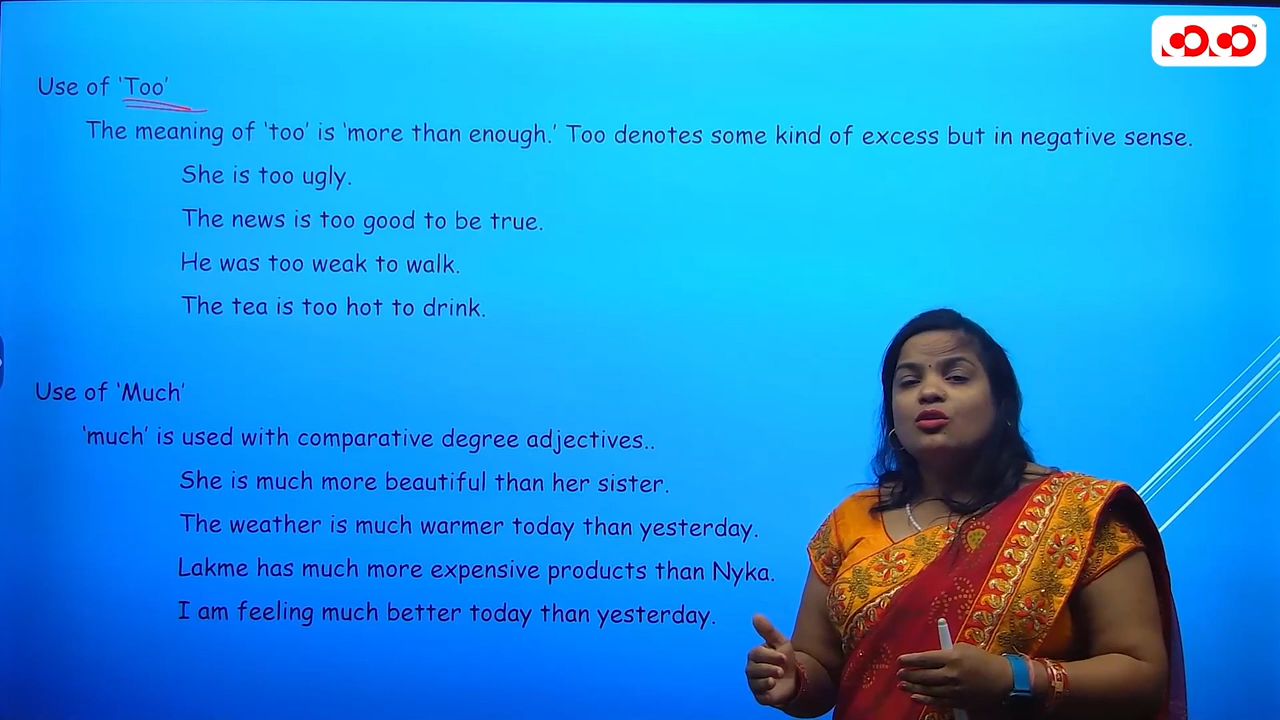 Use of 'Too'
The meaning of 'too' is 'more than enough.' Too denotes some kind of excess but in negative sense.
She is too ugly.
The news is too good to be true.
He was too weak to walk.
The tea is too hot to drink.
Use of 'Much'
'much' is used with comparative degree adjectives..
She is much more beautiful than her sister.
The weather is much warmer today than yesterday.
Lakme has much more expensive products than Nyka.
I am feeling much better today than yesterday.